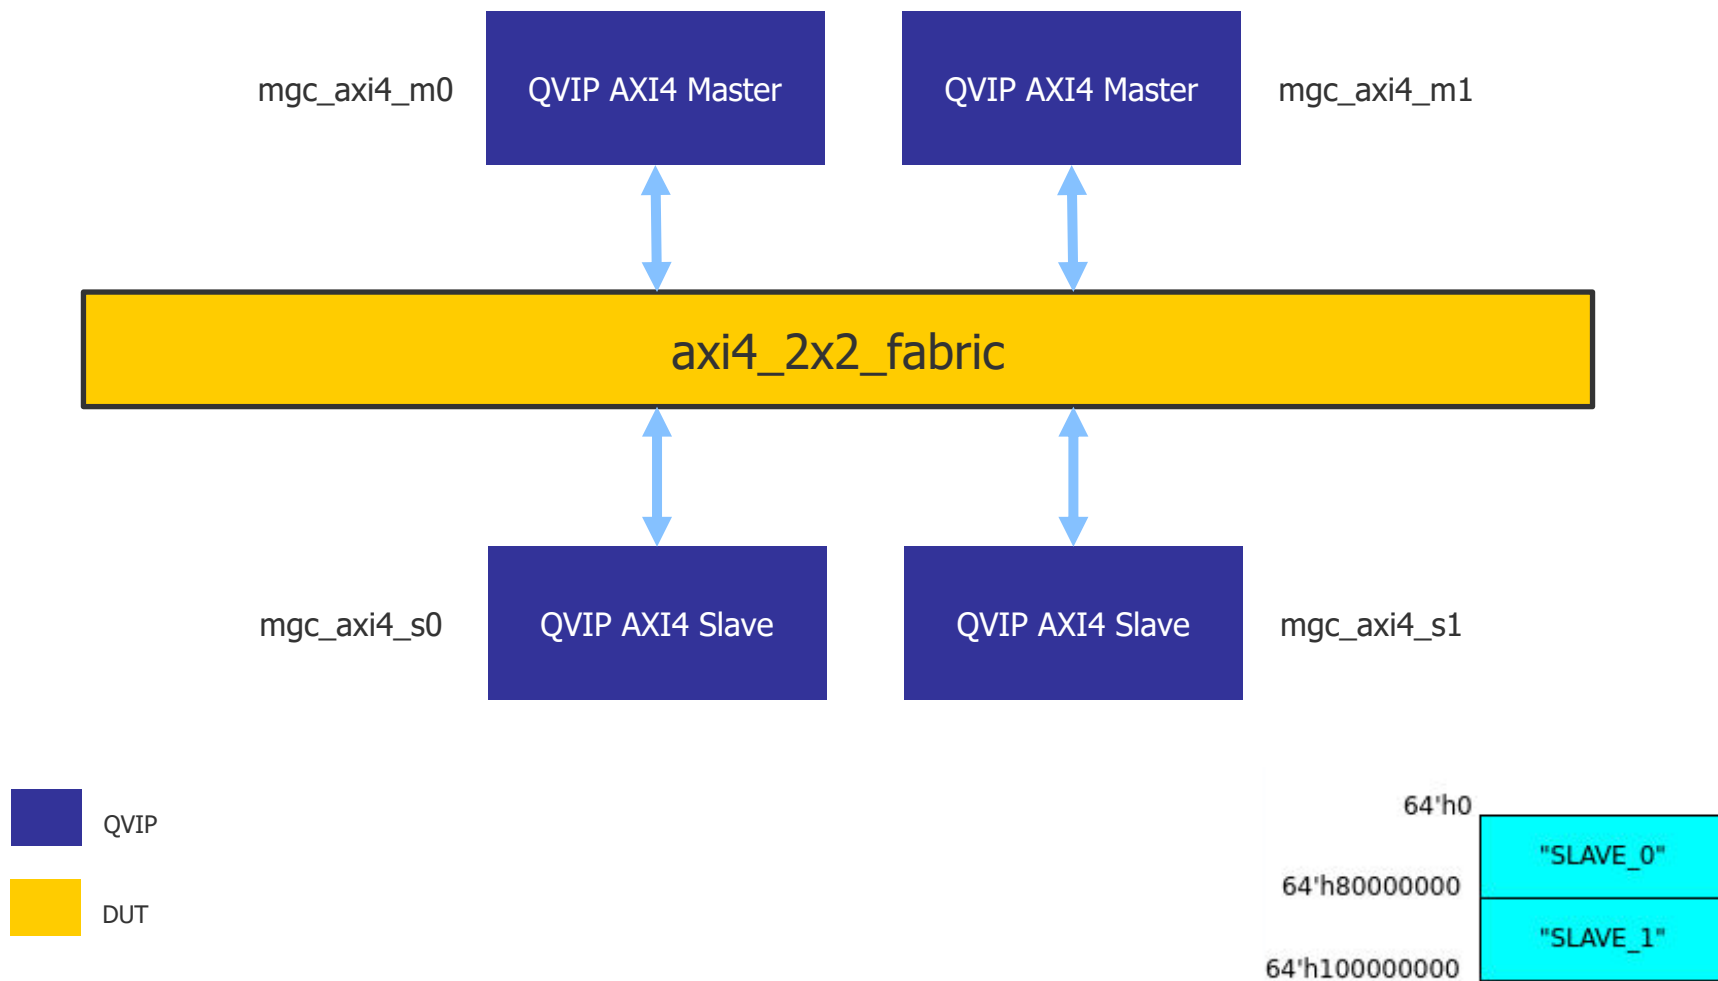 mgc_axi4_m0
QVIP AXI4 Master
QVIP AXI4 Master
mgc_axi4_m1
axi4_2x2_fabric
mgc_axi4_s0
QVIP AXI4 Slave
QVIP AXI4 Slave
mgc_axi4_s1
QVIP
DUT
64'h0
"SLAVE_0"
64'h80000000
"SLAVE_1"
64'h100000000